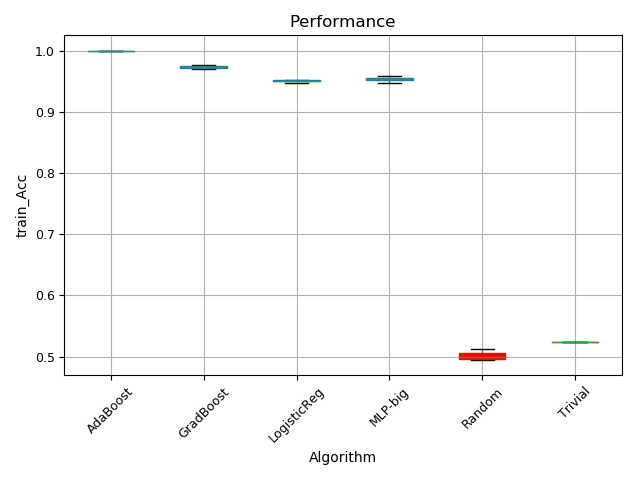 Performance
1.0
0.9
0.8
0.7
0.6
0.5
train_Acc
AdaBoost
GradBoost
LogisticReg
MLP-big
Random
Trivial
Algorithm